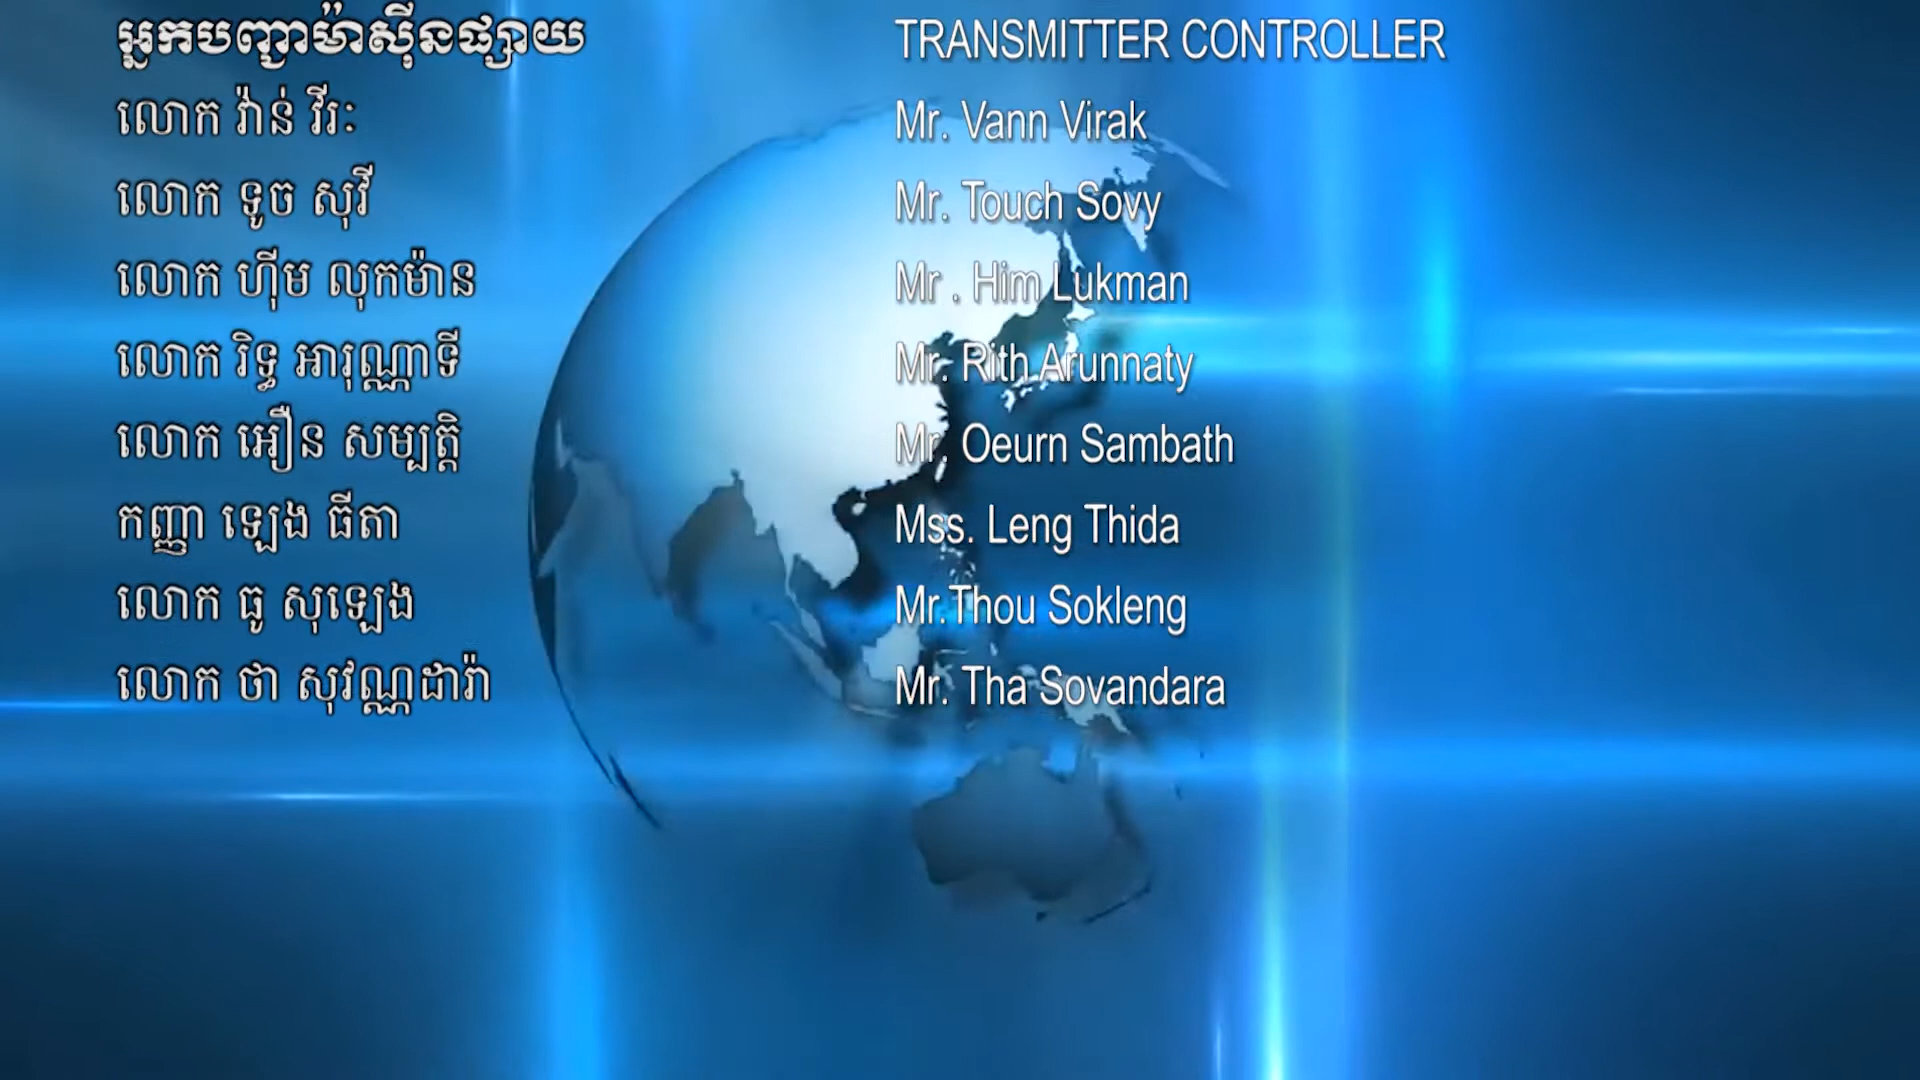 អ្នកបញ្ជាម៉ាស៊ីនផ្សាយ TRANSMITTER CONTROLLER
លោក វ៉ាន់ វីរៈ Mr. Vann Virak
លោក ទូច សុវី Mr. Touch Sovy
លោក ហ៊ីម លុកម៉ាន Mr . Him Lukman
លោក រិទ្ធ អារុណ្ណាទី Mr. Rith Arunnaty
លោក អឿន សម្បត្តិ Mr. Oeurn Sambath
កញ្ញា ឡេង ធីតា Mss. Leng Thida
លោក ធូ សុឡេង Mr.Thou Sokleng
លោក ថា សុវណ្ណដារ៉ា Mr. Tha Sovandara